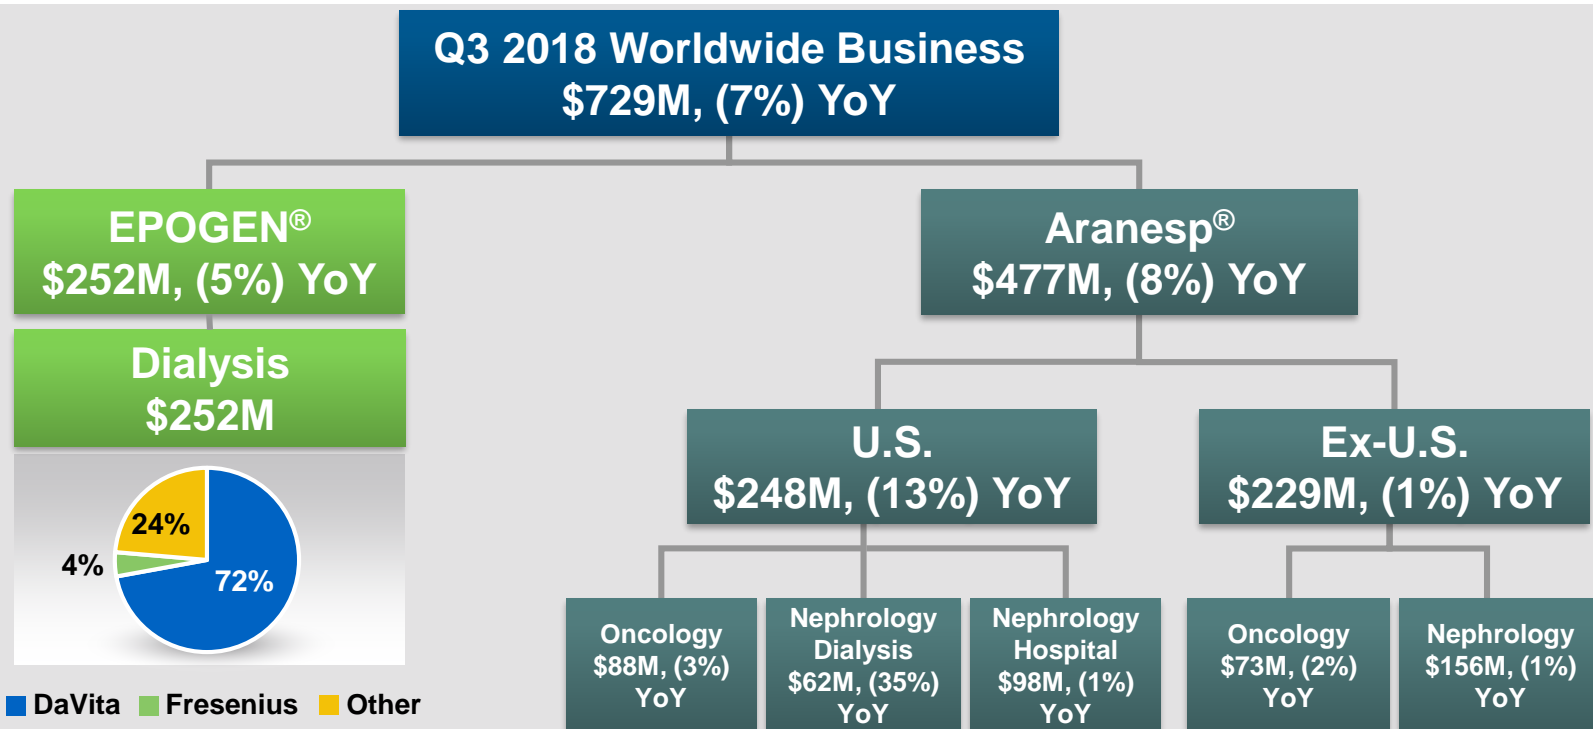 Q3 2018 Worldwide Business
$729M, (7%) YoY
EPOGEN®
$252M, (5%) YoY
Dialysis
$252M
24%
4%
72%
DaVita
Fresenius
Other
Aranesp®
$477M, (8%) YoY
U.S.
$248M, (13%) YoY
Ex-U.S.
$229M, (1%) YoY
Oncology
$88M, (3%)
YoY
Nephrology
Dialysis
$62M, (35%)
YoY
Nephrology
Hospital
$98M, (1%)
YoY
Oncology
$73M, (2%)
YoY
Nephrology
$156M, (1%)
YoY